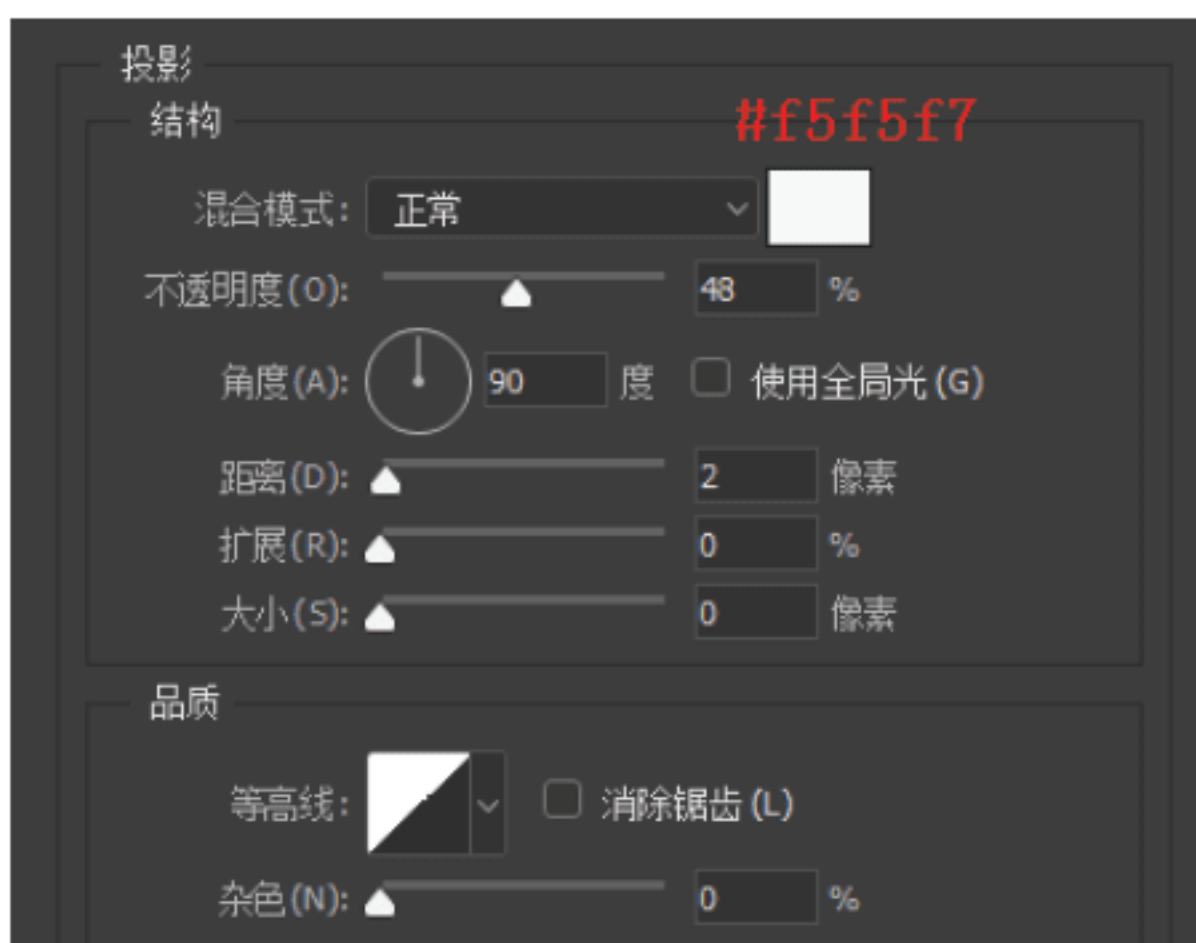 投影
结构
#f5f5f7
混合模式: 正常
不透明度(O): 48 %
角度(A): 90 度 使用全局光(G)
距离(D): 2 像素
扩展(R): 0 %
大小(S): 0 像素
品质
等高线: 消除锯齿(L)
杂色(N): 0 %